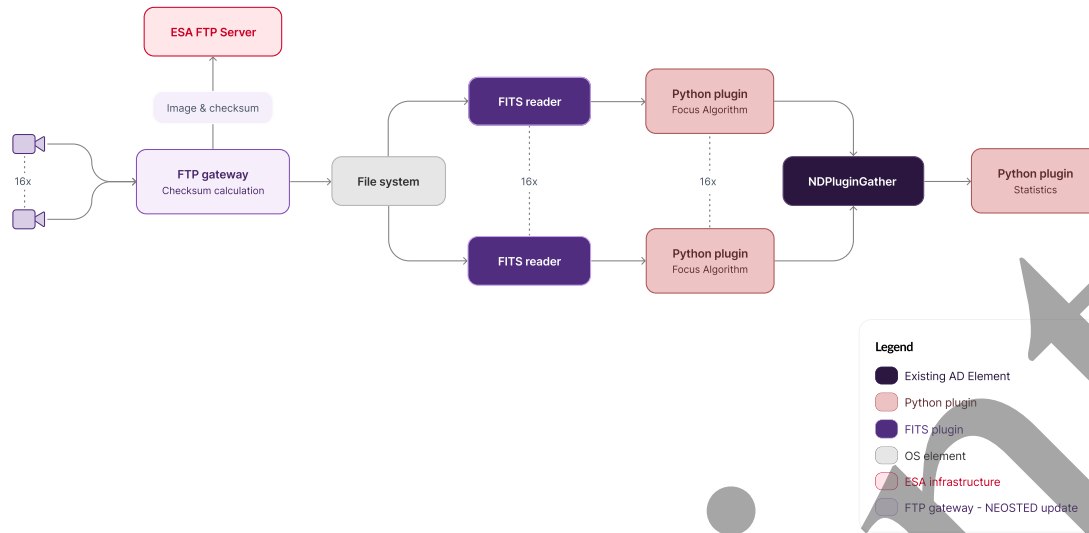 ESA FTP Server
Image & checksum
16x
FTP gateway
Checksum calculation
File system
FITS reader
16x
FITS reader
Python plugin
Focus Algorithm
16x
Python plugin
Focus Algorithm
NDPluginGather
Python plugin
Statistics
Legend
Existing AD Element
Python plugin
FITS plugin
OS element
ESA infrastructure
FTP gateway - NEOSTED update